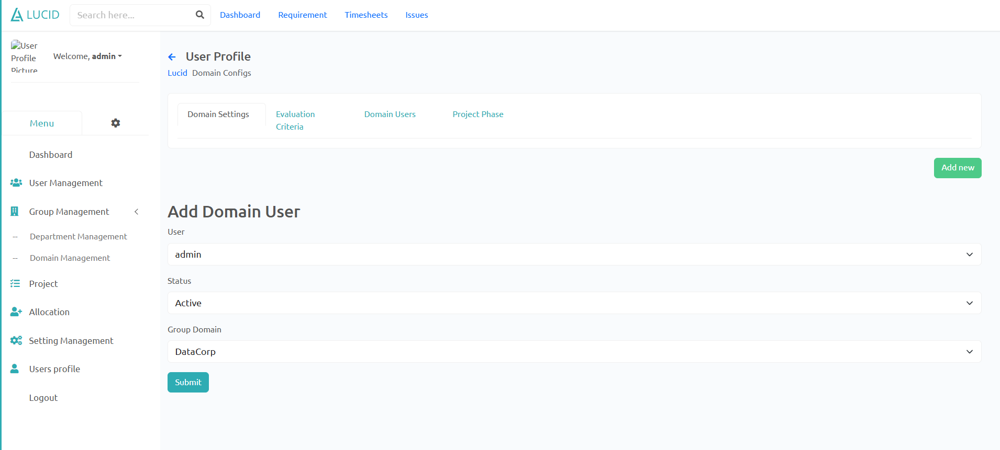 LUCID
Search here...
Dashboard
Requirement
Timesheets
Issues
User
Profile
Picture
Welcome, admin
Menu
Dashboard
User Management
Group Management
-- Department Management
-- Domain Management
Project
Allocation
Setting Management
Users profile
Logout
User Profile
Lucid Domain Configs
Domain Settings
Evaluation
Criteria
Domain Users
Project Phase
Add new
Add Domain User
User
admin
Status
Active
Group Domain
DataCorp
Submit